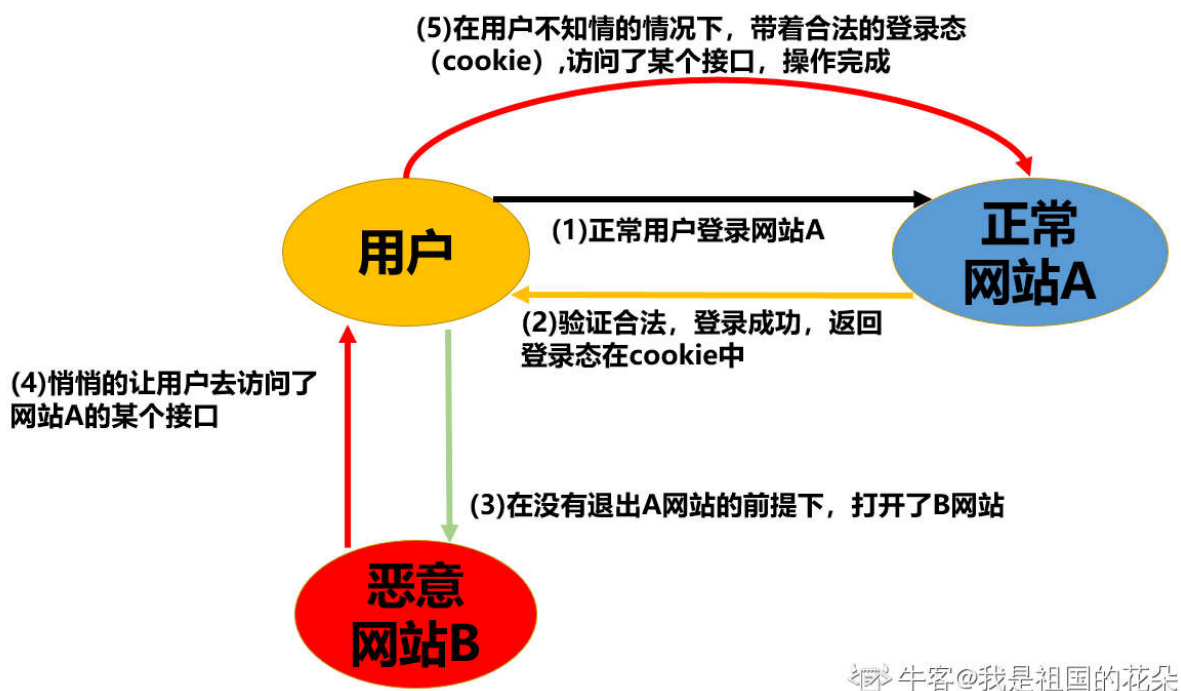 (5)在用户不知情的情况下，带着合法的登录态
（cookie）,访问了某个接口，操作完成
用户
(1)正常用户登录网站A
正常
网站A
(2)验证合法，登录成功，返回
登录态在cookie中
(4)悄悄的让用户去访问了
网站A的某个接口
(3)在没有退出A网站的前提下，打开了B网站
恶意
网站B
牛客@我是祖国的花朵